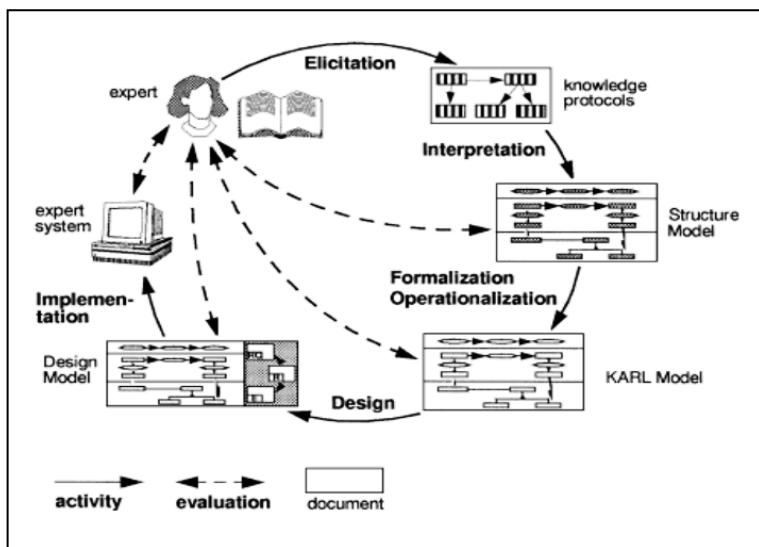 Elicitation
expert
knowledge
protocols
Interpretation
expert
system
Structure
Model
Formalization
Operationalization
Implemen-
tation
Design
Model
KARL Model
Design
activity
evaluation
document